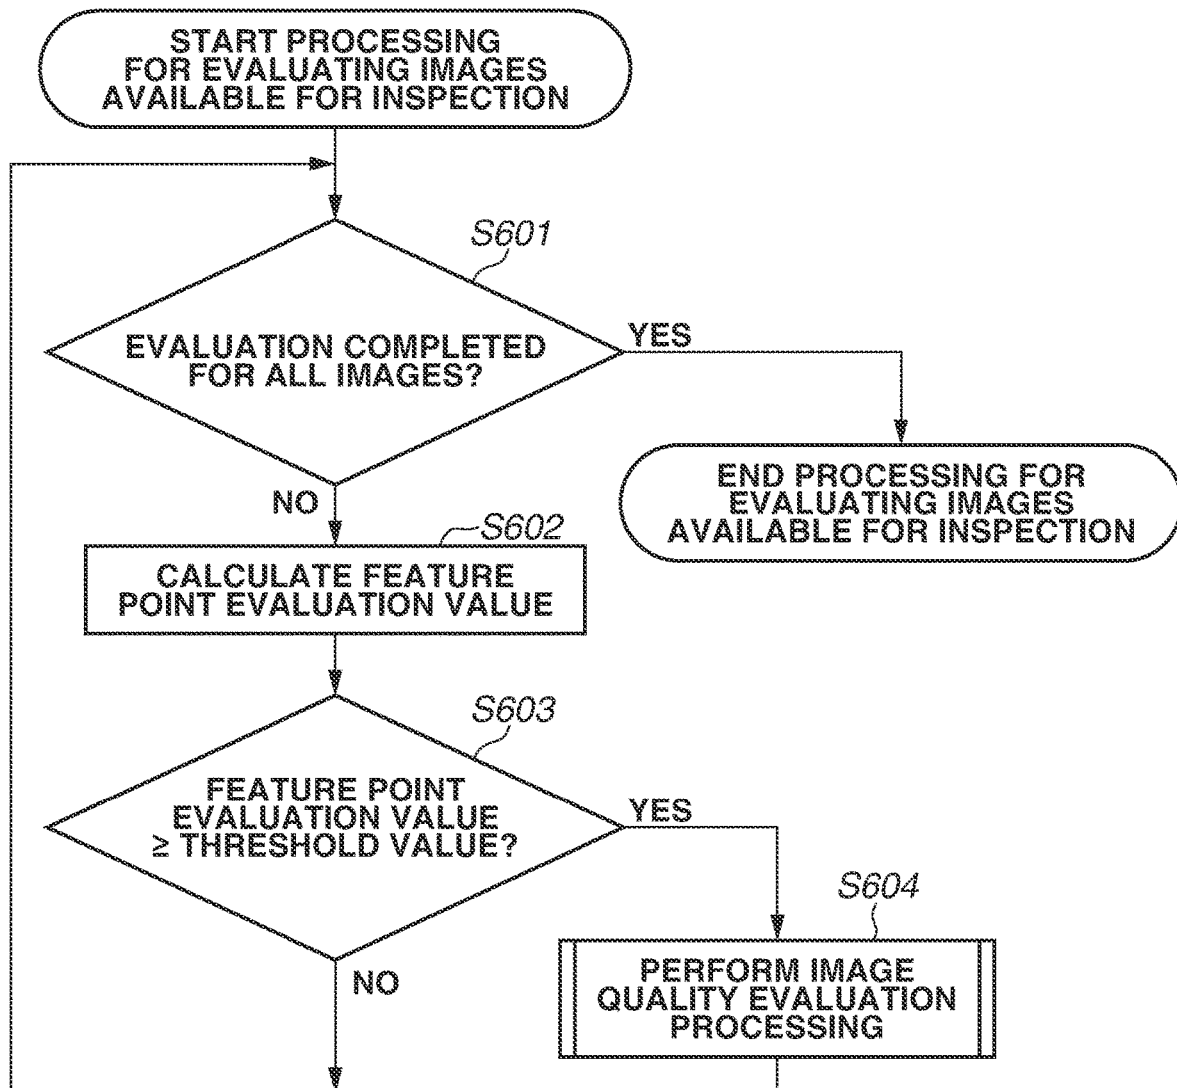 START PROCESSING
FOR EVALUATING IMAGES
AVAILABLE FOR INSPECTION
S601
EVALUATION COMPLETED
FOR ALL IMAGES?
YES
END PROCESSING FOR
EVALUATING IMAGES
AVAILABLE FOR INSPECTION
NO
S602
CALCULATE FEATURE
POINT EVALUATION VALUE
S603
FEATURE POINT
EVALUATION VALUE
≥ THRESHOLD VALUE?
YES
S604
PERFORM IMAGE
QUALITY EVALUATION
PROCESSING
NO